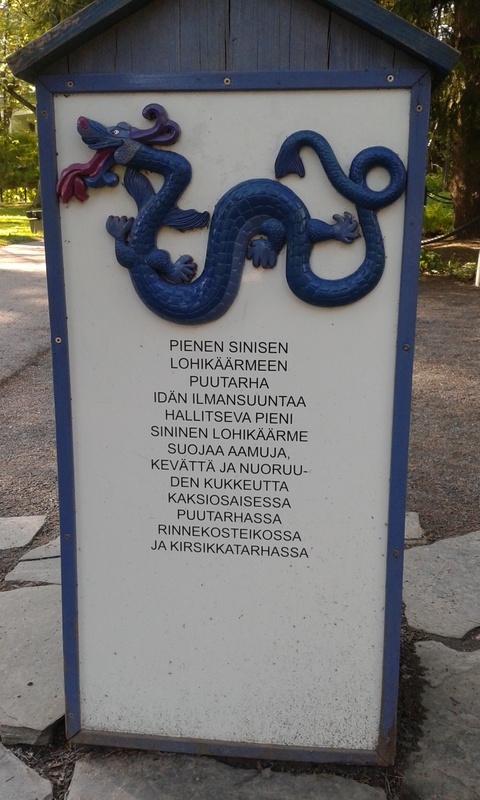 PIENEN SINISEN
LOHIKÄÄRMEEN
PUUTARHA
IDÄN ILMANSUUNTAA
HALLITSEVA PIENI
SININEN LOHIKÄÄRME
SUOJAA AAMUJA,
KEVÄTTÄ JA NUORUU-
DEN KUKKEUTTA
KAKSIOSAISESSA
PUUTARHASSA
RINNEKOSTEIKOSSA
JA KIRSIKKATARHASSA